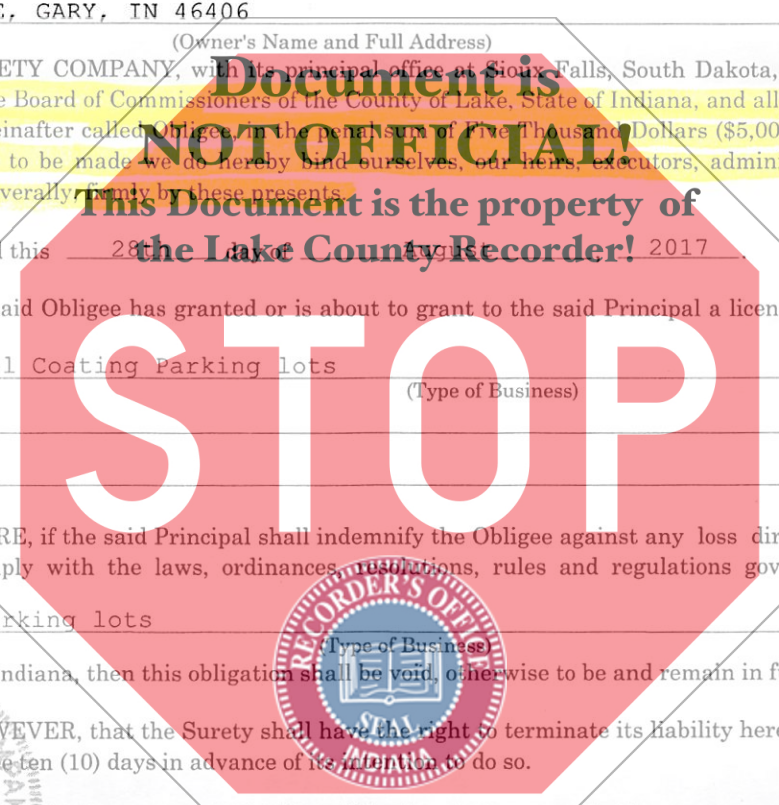 E, GARY, IN 46406
(Owner's Name and Full Address)
ETY COMPANY, with its principal office at Sioux Falls, South Dakota,
Document is
e Board of Commissioners of the County of Lake, State of Indiana, and all
einafter called Obligee, in the penal sum of Five Thousand Dollars ($5,00
NOT OFFICIAL!
to be made we do hereby bind ourselves, our heirs, executors, admin
verally, firmly by these presents.
This Document is the property of
the Lake County Recorder!
l this 28th day of August, 2017.
aid Obligee has granted or is about to grant to the said Principal a licen
l Coating Parking lots
(Type of Business)
STOP
RE, if the said Principal shall indemnify the Obligee against any loss dir
ply with the laws, ordinances, resolutions, rules and regulations gov
rking lots
(Type of Business)
ndiana, then this obligation shall be void, otherwise to be and remain in f
VEVER, that the Surety shall have the right to terminate its liability here
e ten (10) days in advance of its intention to do so.
RECORDER'S OFFICE
SEAL
INDIANA